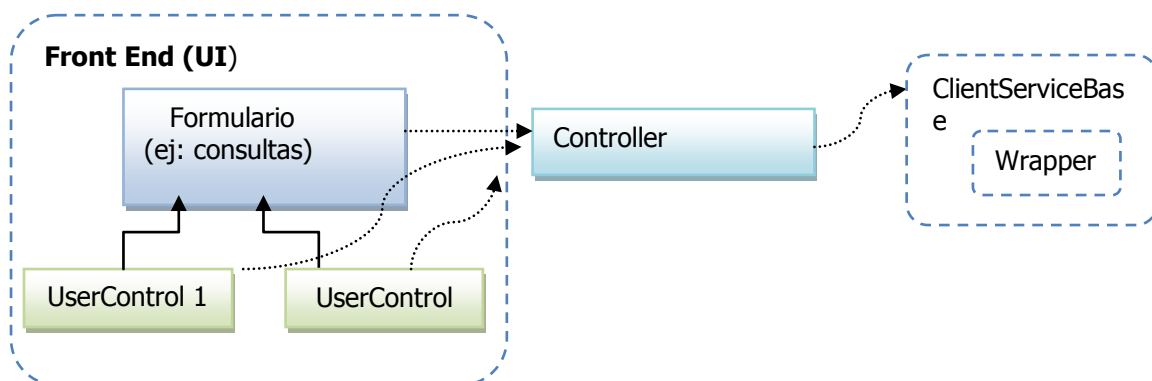 Front End (UI)
Formulario
(ej: consultas)
UserControl 1
UserControl
Controller
ClientServiceBas
e
Wrapper